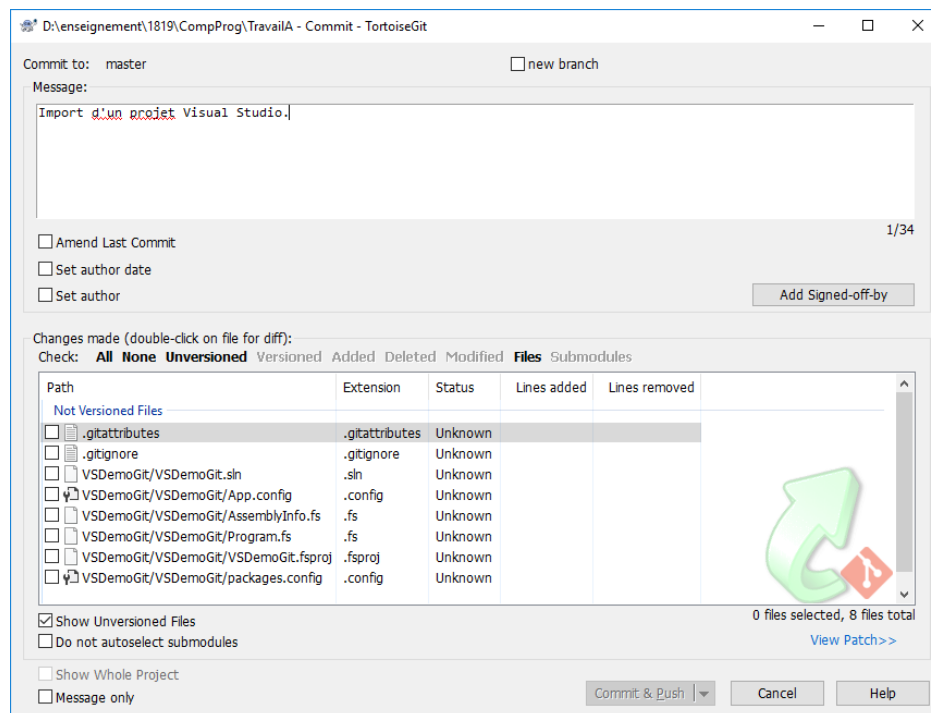 D:\enseignement\1819\CompProg\TravailA - Commit - TortoiseGit
Commit to: master new branch
Message:
Import d'un projet Visual Studio.
1/34
Amend Last Commit
Set author date
Set author Add Signed-off-by
Changes made (double-click on file for diff):
Check: All None Unversioned Versioned Added Deleted Modified Files Submodules
Path Extension Status Lines added Lines removed
Not Versioned Files
.gitattributes .gitattributes Unknown
.gitignore .gitignore Unknown
VSDemoGit/VSDemoGit.sln .sln Unknown
VSDemoGit/VSDemoGit/App.config .config Unknown
VSDemoGit/VSDemoGit/AssemblyInfo.fs .fs Unknown
VSDemoGit/VSDemoGit/Program.fs .fs Unknown
VSDemoGit/VSDemoGit/VSDemoGit.fsproj .fsproj Unknown
VSDemoGit/VSDemoGit/packages.config .config Unknown
Show Unversioned Files 0 files selected, 8 files total
Do not autoselect submodules View Patch>>
Show Whole Project
Message only Commit & Push Cancel Help